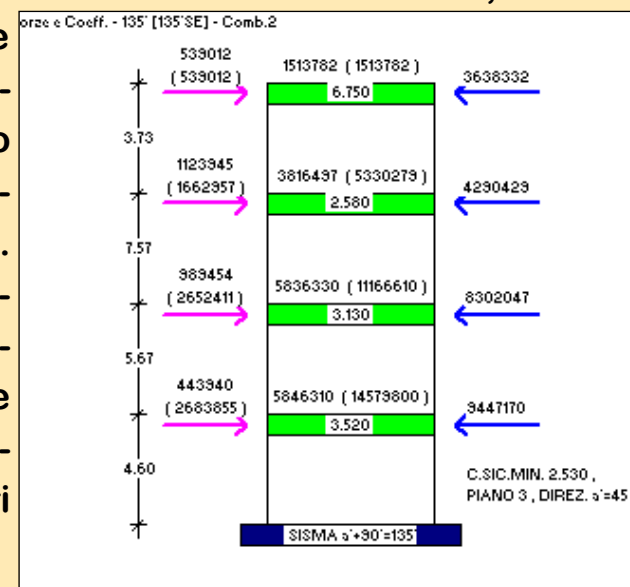 orze e Coeff. - 135° [135°SE] - Comb.2
539012
( 539012 )
1513782 ( 1513782 )
6.750
3638332
3.73
1123945
( 1662957 )
3816497 ( 5330279 )
2.580
4290429
7.57
989454
( 2652411 )
5836330 ( 11166610 )
3.130
8302047
5.67
443940
( 2683855 )
5846310 ( 14579800 )
3.520
9447170
4.60
C.SIC.MIN. 2.530 ,
PIANO 3 , DIREZ. a°=45
SISMA a°+90°=135°
e
-
o
-
.
-
-
e
-
i